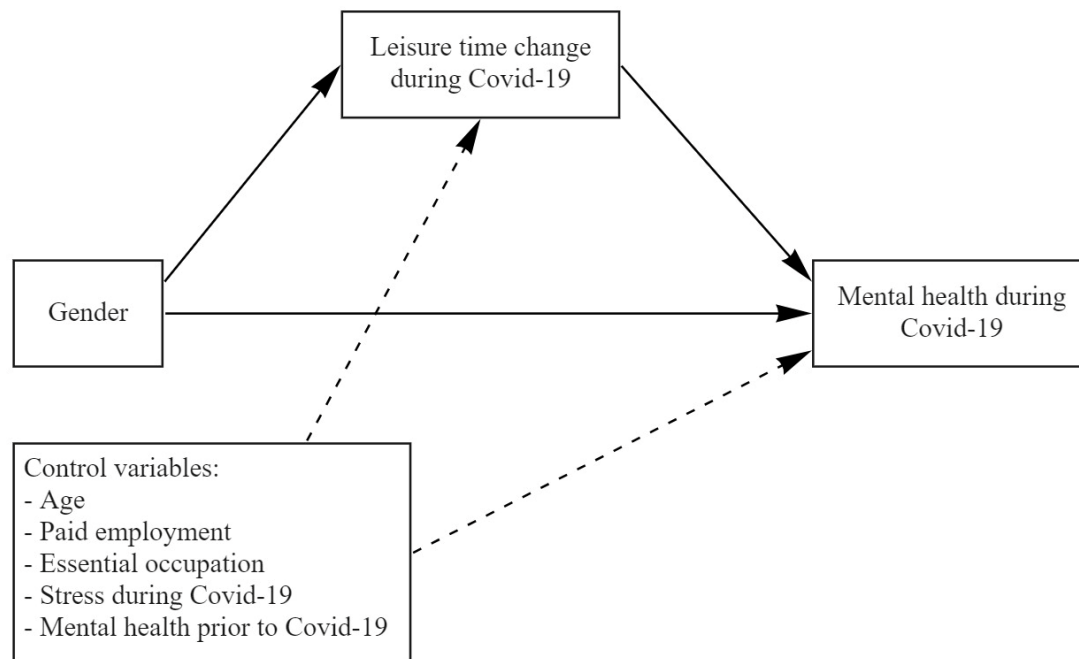 Leisure time change
during Covid-19
Gender
Mental health during
Covid-19
Control variables:
- Age
- Paid employment
- Essential occupation
- Stress during Covid-19
- Mental health prior to Covid-19